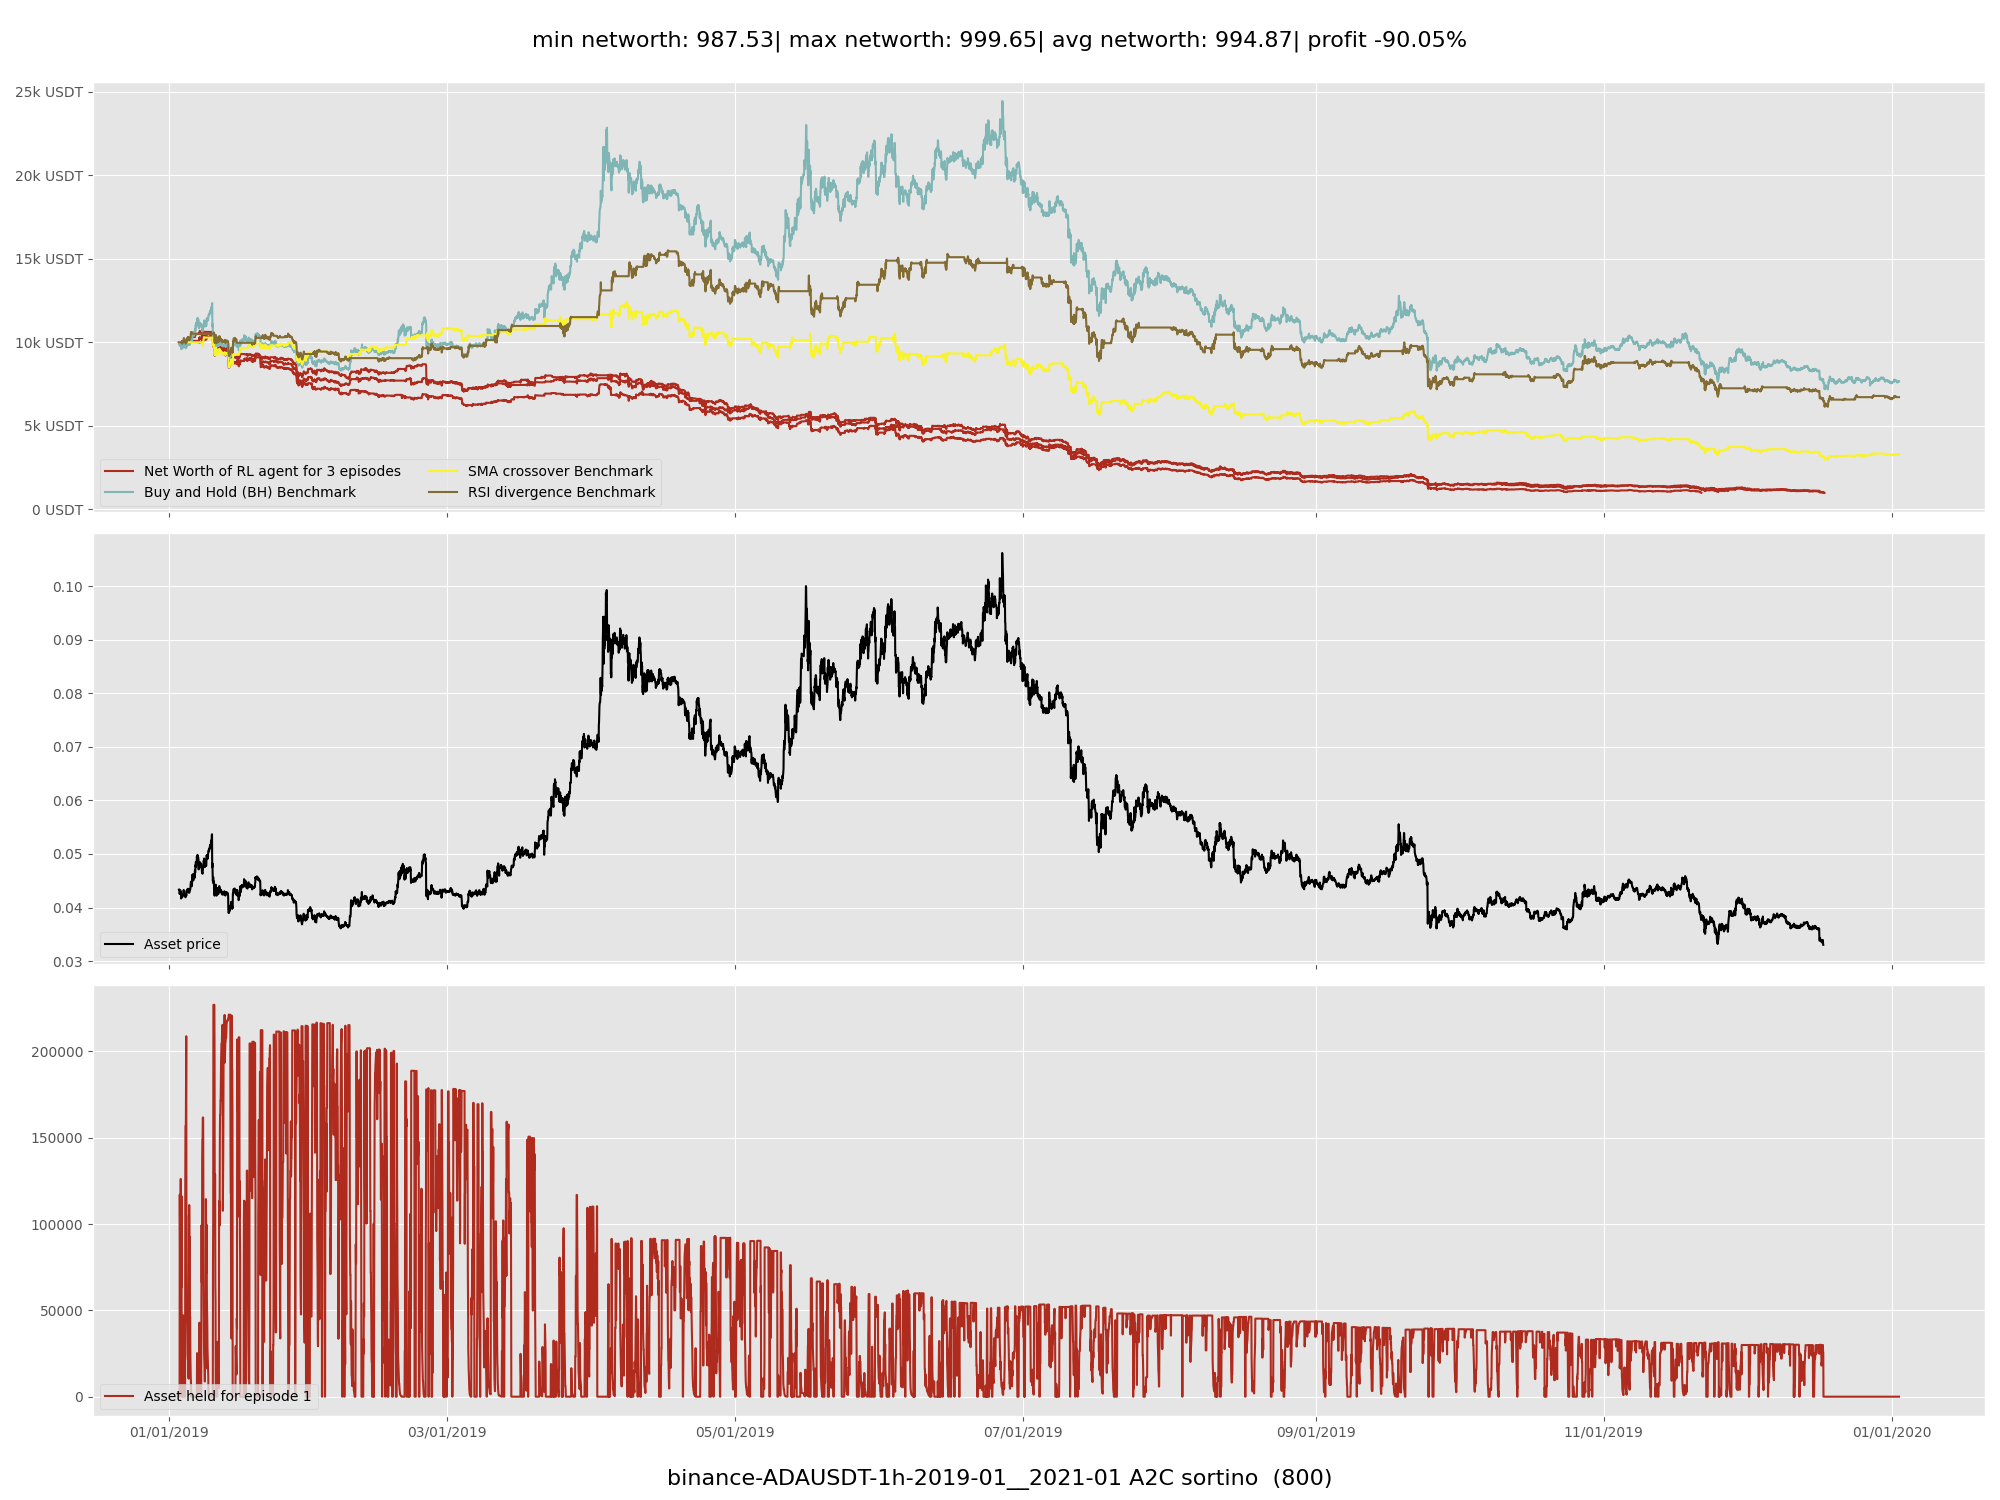 min networth: 987.53| max networth: 999.65| avg networth: 994.87| profit -90.05%
25k USDT
20k USDT
15k USDT
10k USDT
5k USDT
0 USDT
Net Worth of RL agent for 3 episodes
Buy and Hold (BH) Benchmark
SMA crossover Benchmark
RSI divergence Benchmark
0.10
0.09
0.08
0.07
0.06
0.05
0.04
0.03
Asset price
200000
150000
100000
50000
0
Asset held for episode 1
01/01/2019 03/01/2019 05/01/2019 07/01/2019 09/01/2019 11/01/2019 01/01/2020
binance-ADAUSDT-1h-2019-01__2021-01 A2C sortino  (800)